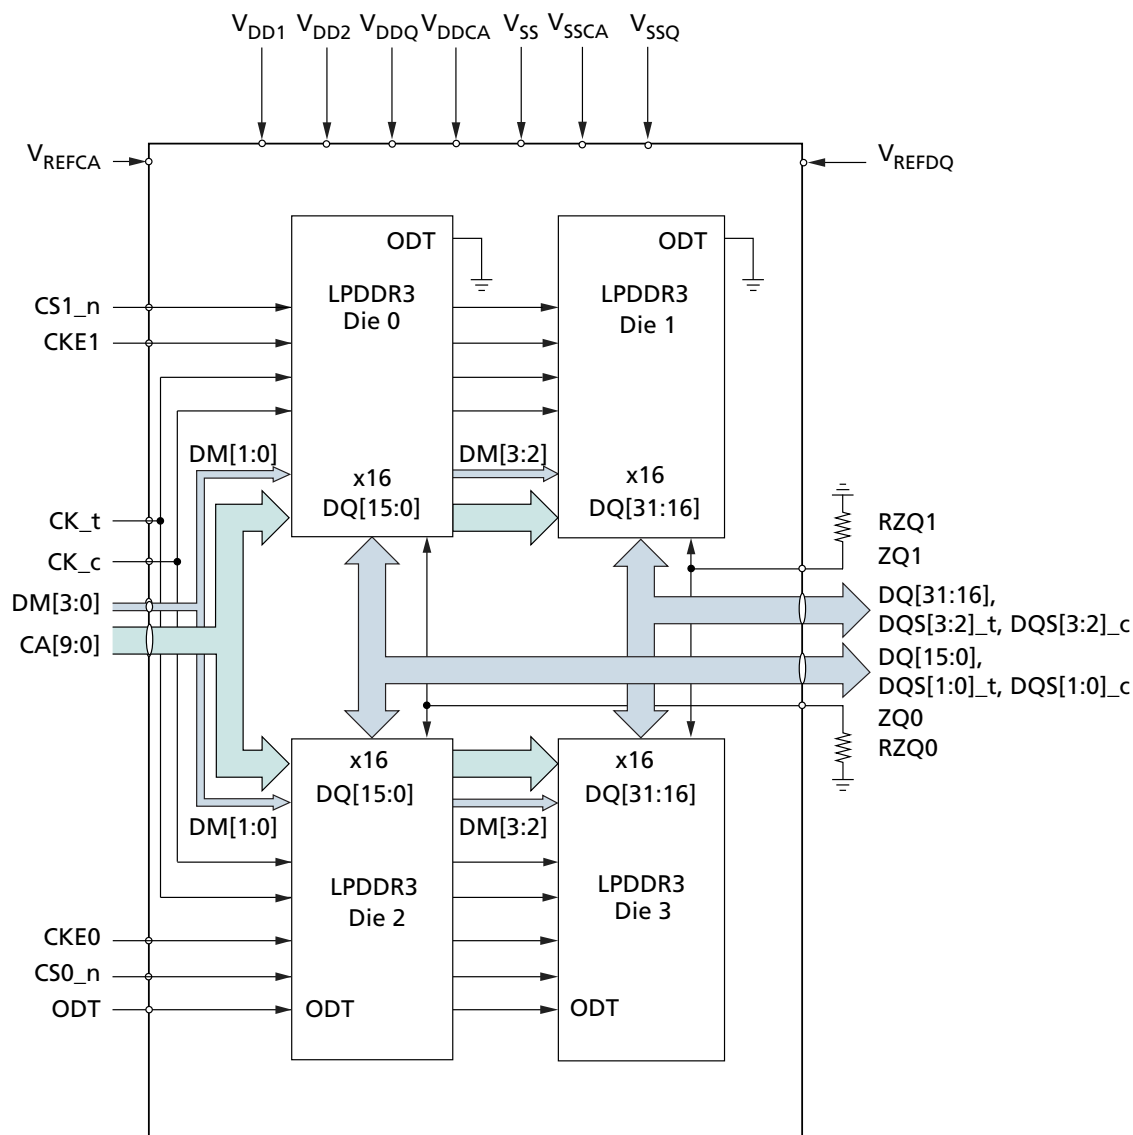 VDD1 VDD2 VDDQ VDDCA VSS VSSCA VSSQ
VREFCA
VREFDQ
ODT
ODT
LPDDR3
Die 0
LPDDR3
Die 1
CS1_n
CKE1
DM[1:0]
DM[3:2]
x16
DQ[15:0]
x16
DQ[31:16]
CK_t
CK_c
DM[3:0]
CA[9:0]
RZQ1
ZQ1
DQ[31:16],
DQS[3:2]_t, DQS[3:2]_c
DQ[15:0],
DQS[1:0]_t, DQS[1:0]_c
ZQ0
RZQ0
x16
DQ[15:0]
x16
DQ[31:16]
DM[1:0]
DM[3:2]
LPDDR3
Die 2
LPDDR3
Die 3
CKE0
CS0_n
ODT
ODT
ODT